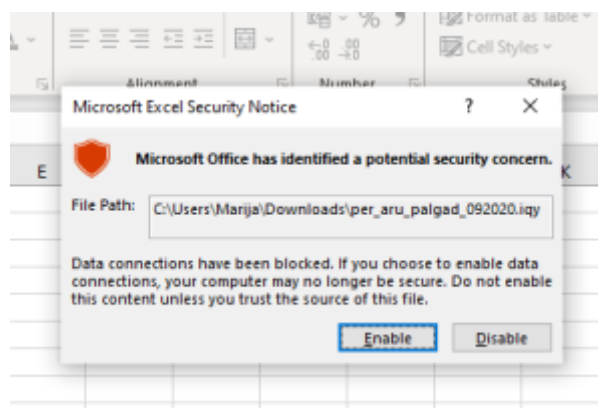 % 9 Format as Table
.00 Cell Styles
Alignment Number Styles
Microsoft Excel Security Notice ? ×
E K
Microsoft Office has identified a potential security concern.
File Path: C:\Users\Marija\Downloads\per_aru_palgad_092020.iqy
Data connections have been blocked. If you choose to enable data
connections, your computer may no longer be secure. Do not enable
this content unless you trust the source of this file.
Enable Disable